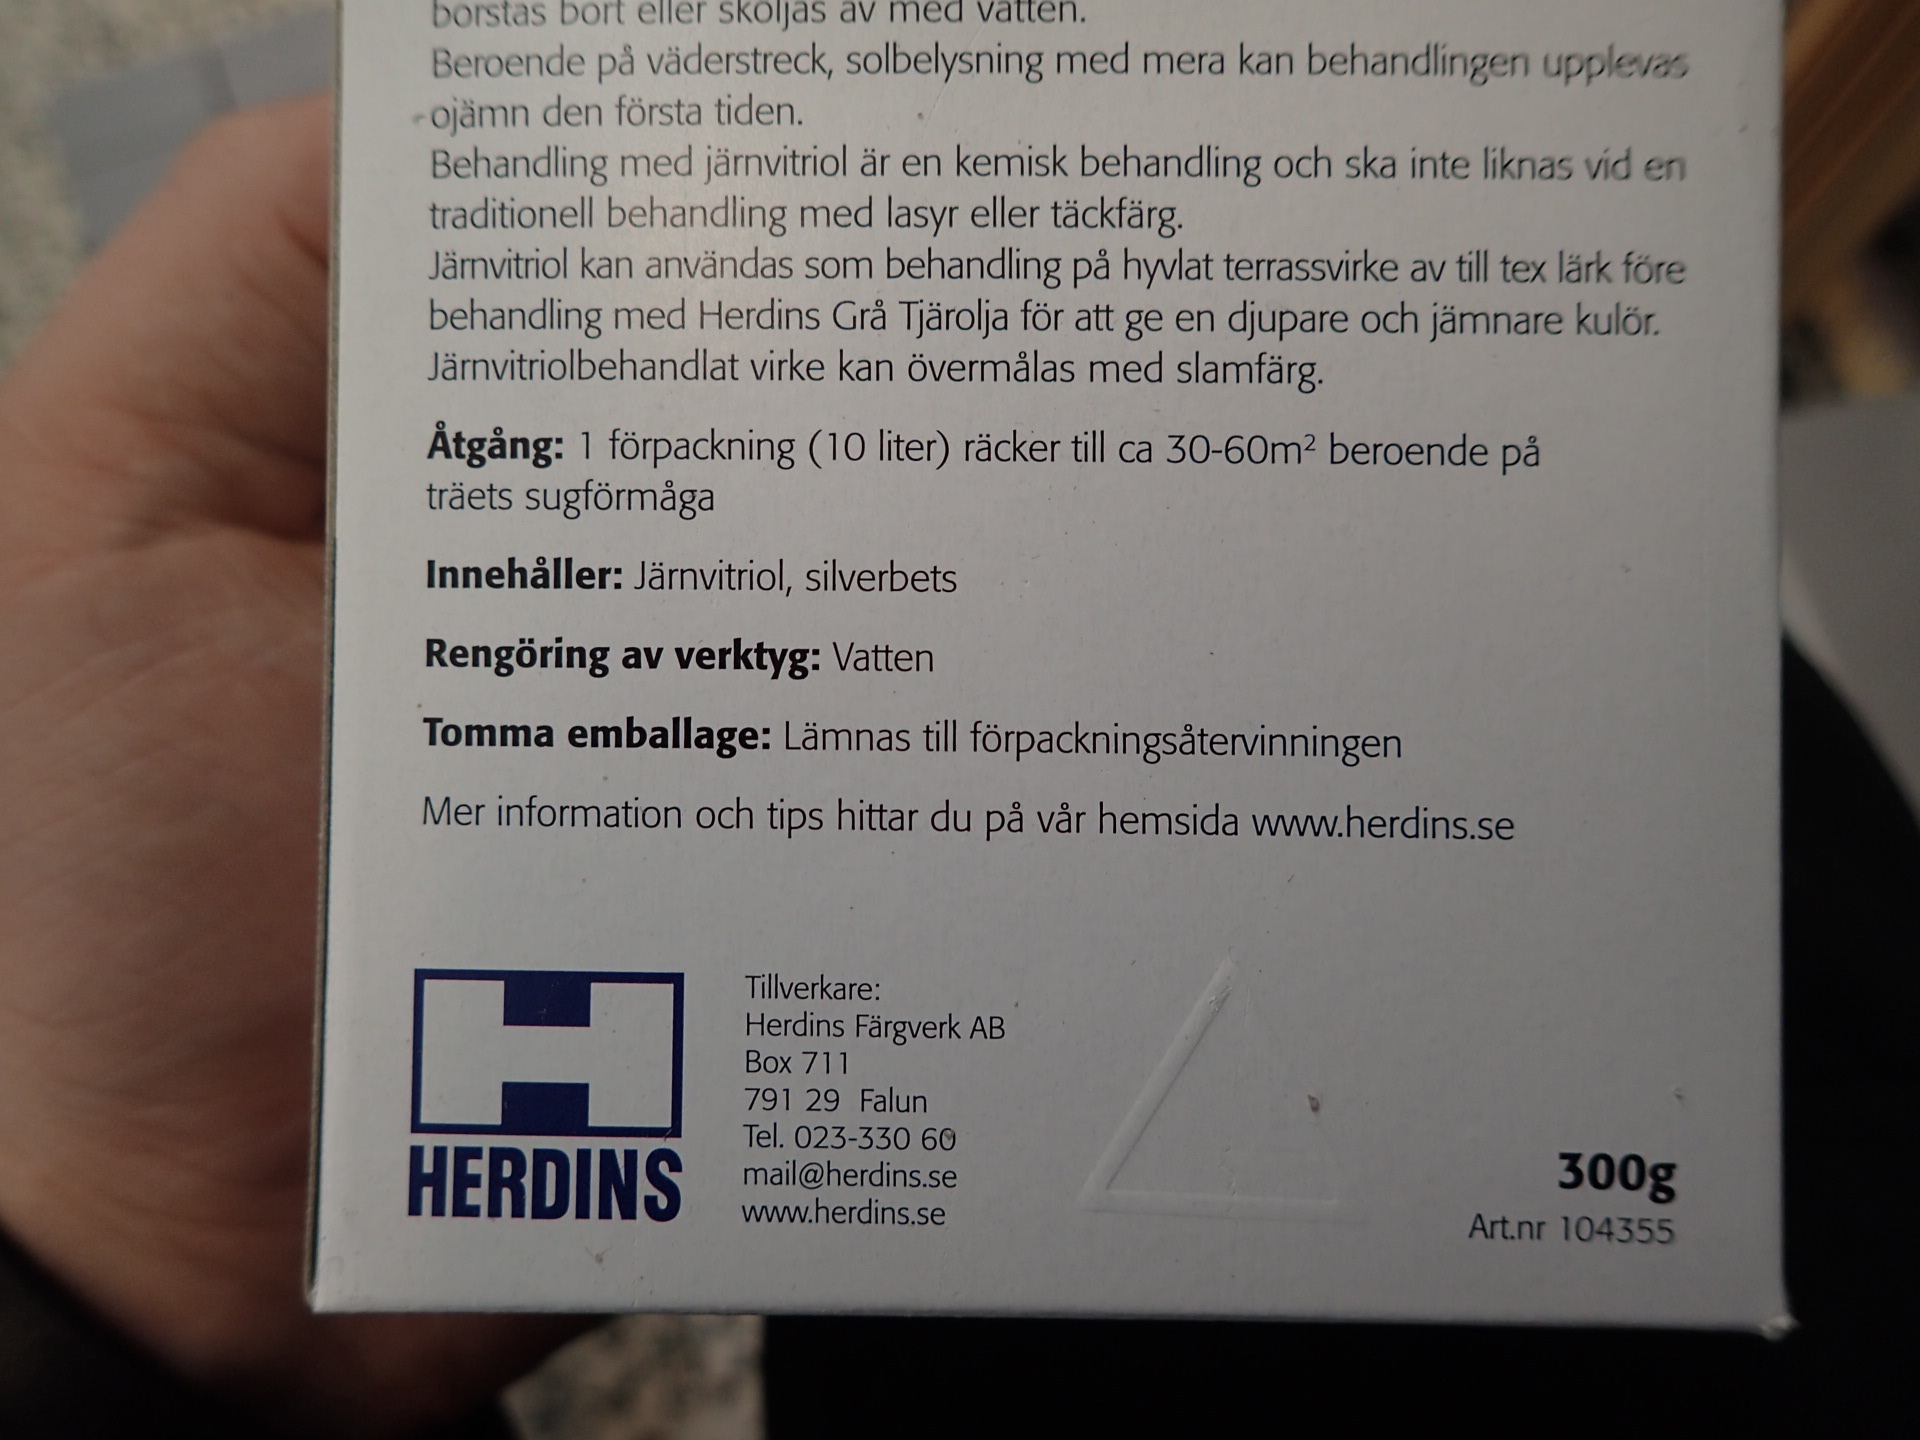 borstas bort eller sköljas av med vatten.
Beroende på väderstreck, solbelysning med mera kan behandlingen upplevas
ojämn den första tiden.
Behandling med järnvitriol är en kemisk behandling och ska inte liknas vid en
traditionell behandling med lasyr eller täckfärg.
Järnvitriol kan användas som behandling på hyvlat terrassvirke av till tex lärk före
behandling med Herdins Grå Tjärolja för att ge en djupare och jämnare kulör.
Järnvitriolbehandlat virke kan övermålas med slamfärg.
Åtgång: 1 förpackning (10 liter) räcker till ca 30-60m² beroende på
träets sugförmåga
Innehåller: Järnvitriol, silverbets
Rengöring av verktyg: Vatten
Tomma emballage: Lämnas till förpackningsåtervinningen
Mer information och tips hittar du på vår hemsida www.herdins.se
H
HERDINS
Tillverkare:
Herdins Färgverk AB
Box 711
791 29 Falun
Tel. 023-330 60
mail@herdins.se
www.herdins.se
300g
Art.nr 104355